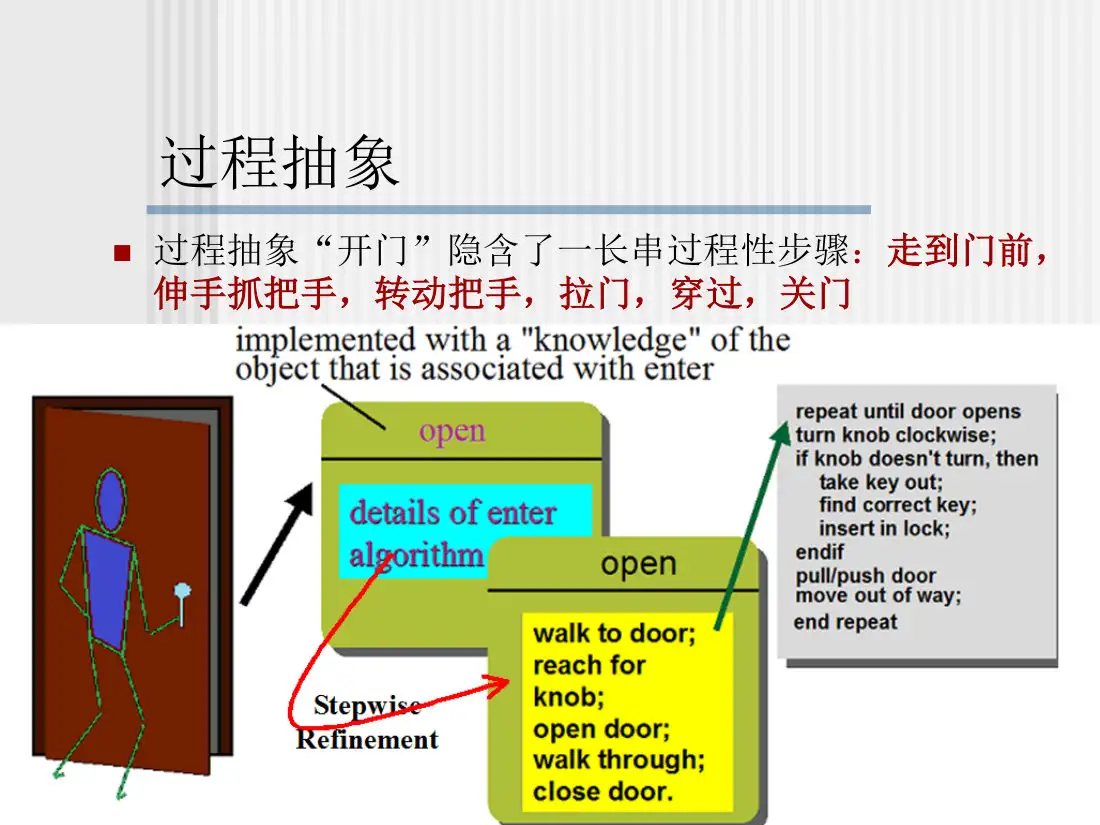 过程抽象
过程抽象“开门”隐含了一长串过程性步骤：走到门前，
伸手抓把手，转动把手，拉门，穿过，关门
implemented with a "knowledge" of the
object that is associated with enter
open
details of enter
algorithm
Stepwise
Refinement
open
walk to door;
reach for
knob;
open door;
walk through;
close door.
repeat until door opens
turn knob clockwise;
if knob doesn't turn, then
take key out;
find correct key;
insert in lock;
endif
pull/push door
move out of way;
end repeat